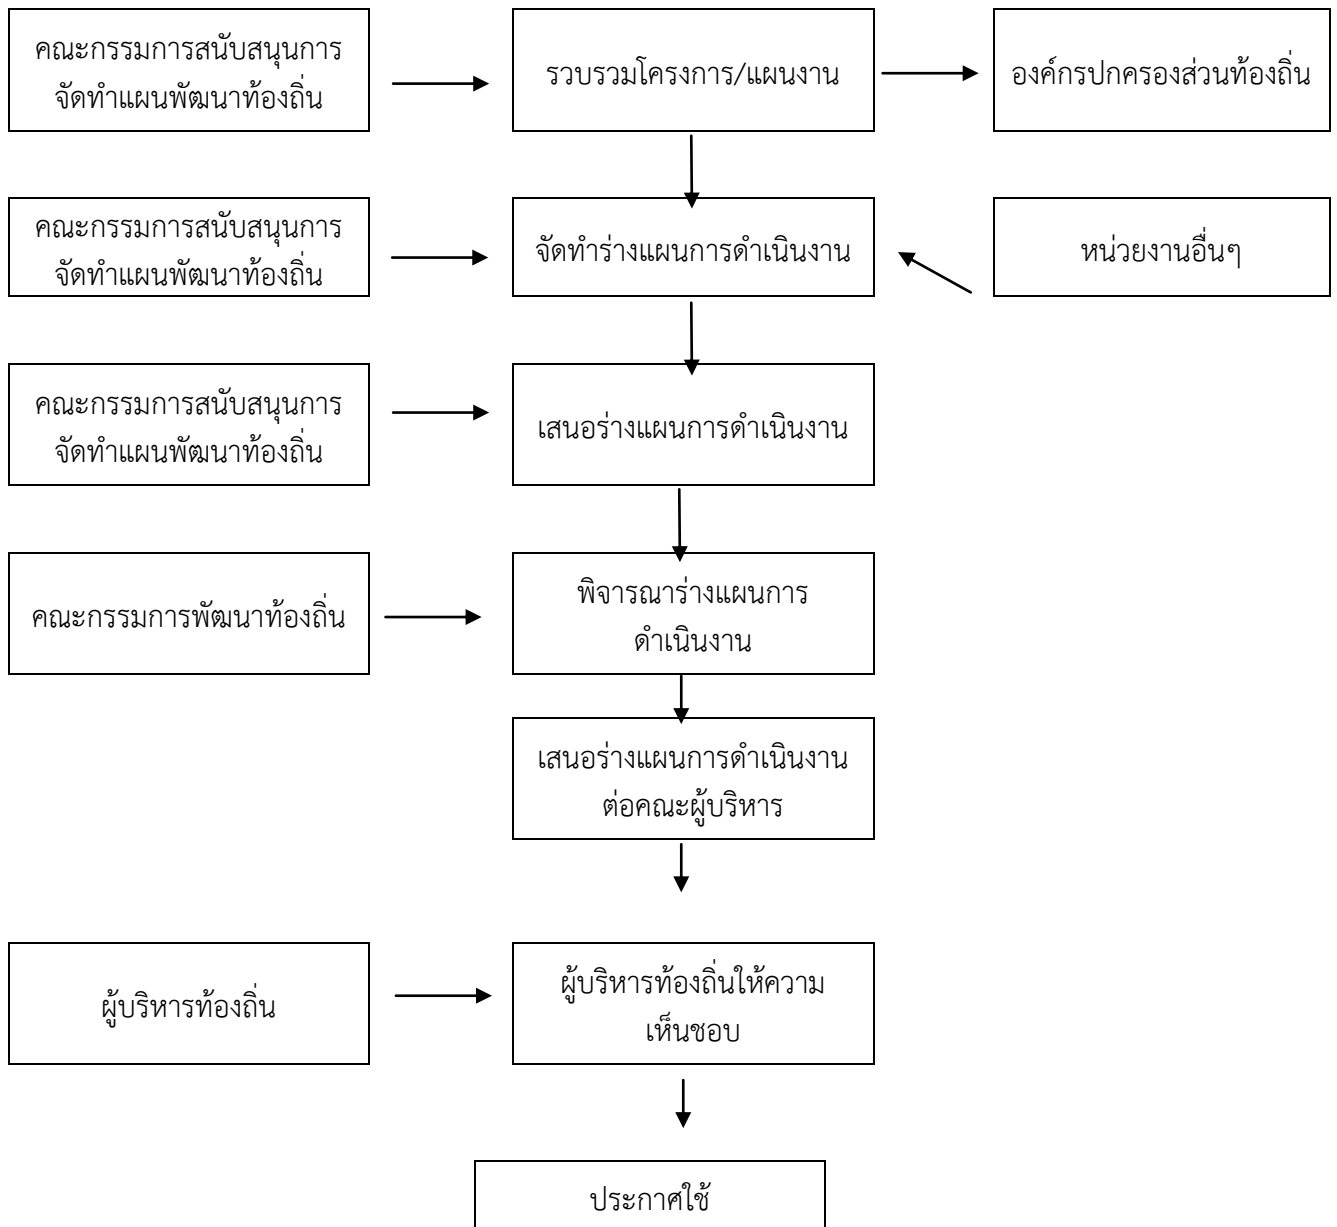 คณะกรรมการสนับสนุนการ
จัดทำแผนพัฒนาท้องถิ่น
รวบรวมโครงการ/แผนงาน
องค์กรปกครองส่วนท้องถิ่น
คณะกรรมการสนับสนุนการ
จัดทำแผนพัฒนาท้องถิ่น
จัดทำร่างแผนการดำเนินงาน
หน่วยงานอื่นๆ
คณะกรรมการสนับสนุนการ
จัดทำแผนพัฒนาท้องถิ่น
เสนอร่างแผนการดำเนินงาน
คณะกรรมการพัฒนาท้องถิ่น
พิจารณาร่างแผนการ
ดำเนินงาน
เสนอร่างแผนการดำเนินงาน
ต่อคณะผู้บริหาร
ผู้บริหารท้องถิ่น
ผู้บริหารท้องถิ่นให้ความ
เห็นชอบ
ประกาศใช้